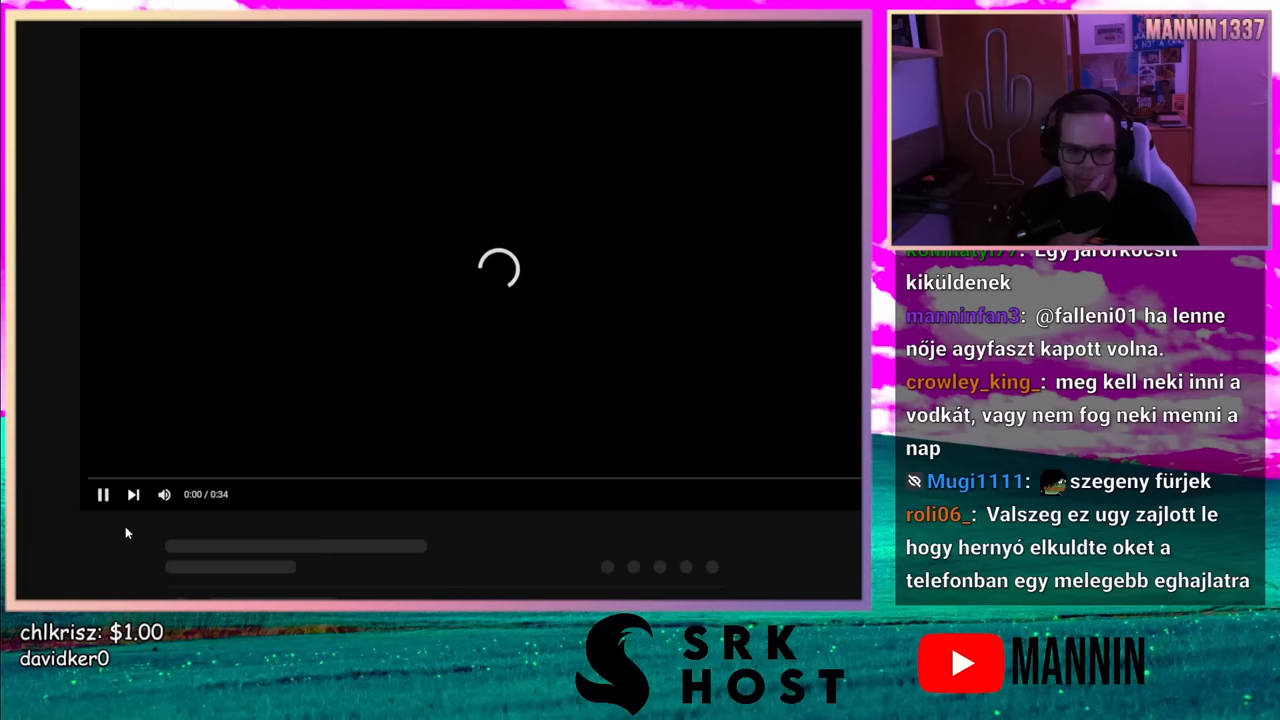 MANNIN1337
Egy járőrkocsit
kiküldenek
manninfan3: @falleni01 ha lenne
nője agyfaszt kapott volna.
crowley_king_: meg kell neki inni a
vodkát, vagy nem fog neki menni a
nap
Mugi1111: szegeny fürjek
roli06_: Valszeg ez ugy zajlott le
hogy hernyó elkuldte oket a
telefonban egy melegebb eghajlatra
0:00 / 0:34
chlkrisz: $1.00
davidker0
SRK
HOST
MANNIN